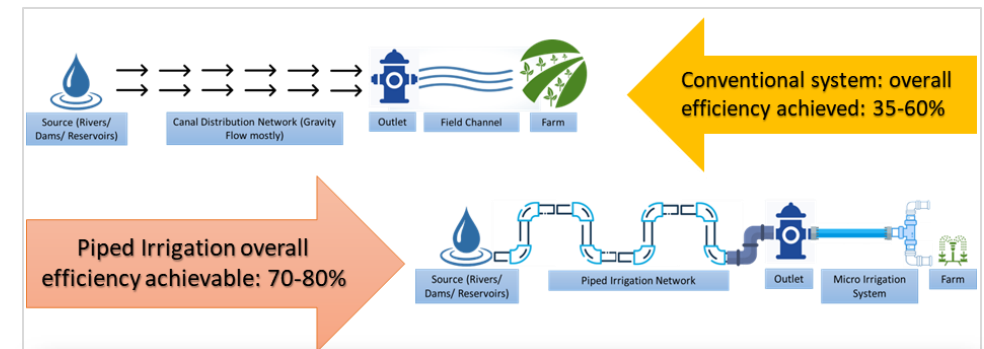 Source (Rivers/
Dams/ Reservoirs)
Canal Distribution Network (Gravity
Flow mostly)
Outlet
Field Channel
Farm
Conventional system: overall
efficiency achieved: 35-60%
Piped Irrigation overall
efficiency achievable: 70-80%
Source (Rivers/
Dams/ Reservoirs)
Piped Irrigation Network
Outlet
Micro Irrigation
System
Farm